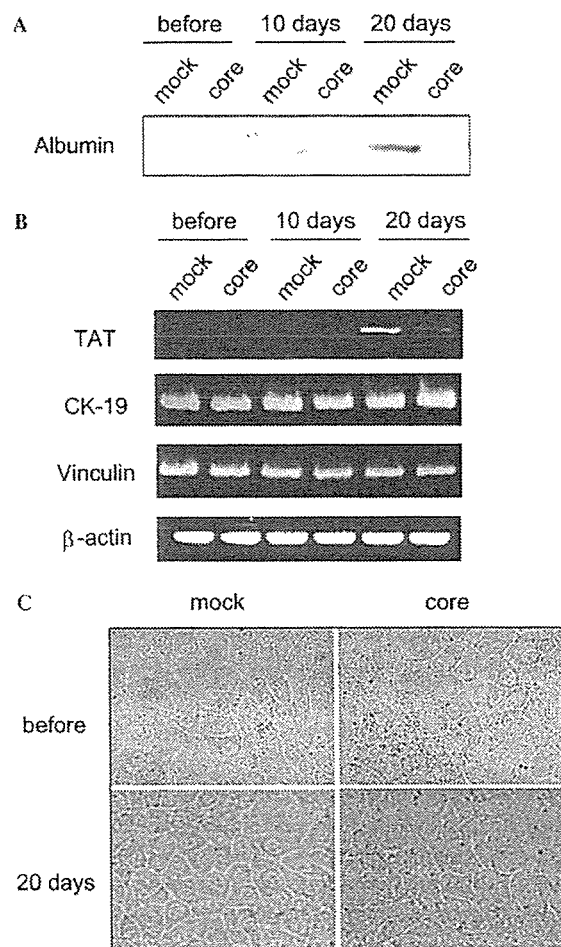 A
before 10 days 20 days
mock core mock core mock core
Albumin
B
before 10 days 20 days
mock core mock core mock core
TAT
CK-19
Vinculin
β-actin
C
mock core
before
20 days